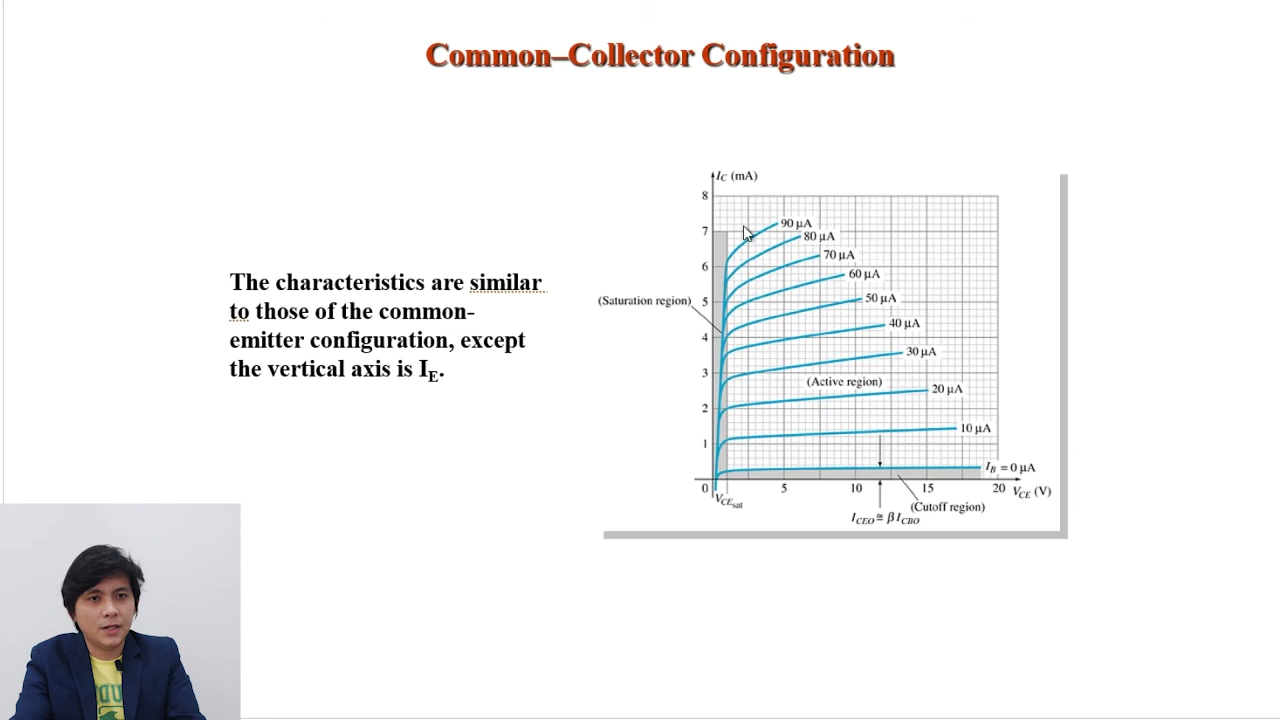 Common–Collector Configuration
The characteristics are similar
to those of the common-
emitter configuration, except
the vertical axis is IE.
IC (mA)
8
7
6
5
4
3
2
1
0
90 μA
80 μA
70 μA
60 μA
50 μA
40 μA
30 μA
20 μA
10 μA
IB = 0 μA
(Saturation region)
(Active region)
5
10
15
20
VCE (V)
VCEsat
(Cutoff region)
ICEO ≅ β ICBO